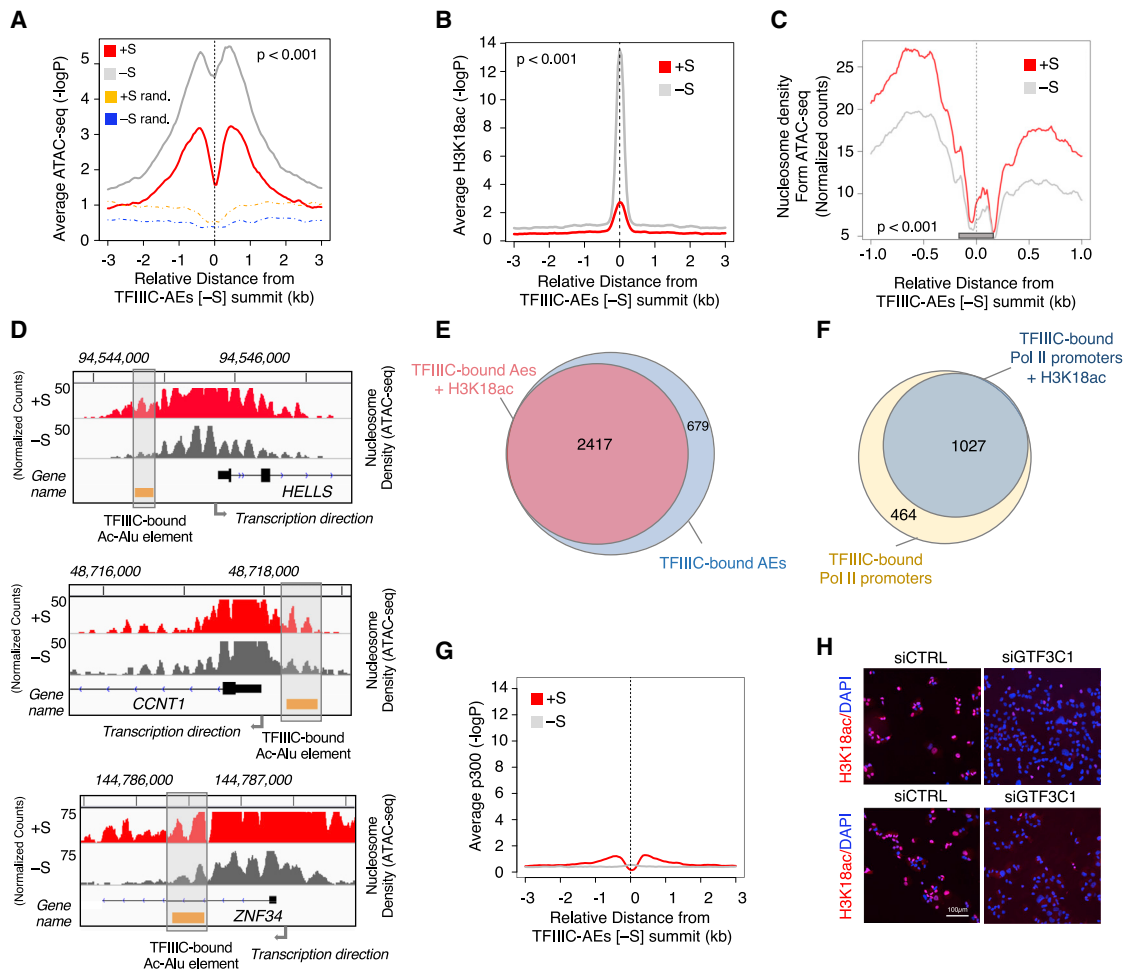 A
Average ATAC-seq (-logP)
5
4
3
2
1
0
+S
–S
+S rand.
–S rand.
p < 0.001
-3 -2 -1 0 1 2 3
Relative Distance from
TFIIIC-AEs [–S] summit (kb)
B
Average H3K18ac (-logP)
14
12
10
8
-6
-4
2
0
p < 0.001
+S
–S
-3 -2 -1 0 1 2 3
Relative Distance from
TFIIIC-AEs [–S] summit (kb)
C
Nucleosome density
Form ATAC-seq
(Normalized counts)
25
20
15
10
5
+S
–S
p < 0.001
-1.0 -0.5 0.0 0.5 1.0
Relative Distance from
TFIIIC-AEs [–S] summit (kb)
D
94,544,000 94,546,000
(Normalized Counts)
+S 50
–S 50
Gene
name
HELLS
Nucleosome
Density (ATAC-seq)
TFIIIC-bound
Ac-Alu element
Transcription direction
48,716,000 48,718,000
(Normalized Counts)
+S 50
–S 50
Gene
name
CCNT1
Nucleosome
Density (ATAC-seq)
Transcription direction
TFIIIC-bound
Ac-Alu element
144,786,000 144,787,000
(Normalized Counts)
+S 75
–S 75
Gene
name
ZNF34
Nucleosome
Density (ATAC-seq)
TFIIIC-bound
Ac-Alu element
Transcription direction
E
TFIIIC-bound Aes
+ H3K18ac
2417
679
TFIIIC-bound AEs
F
TFIIIC-bound
Pol II promoters
+ H3K18ac
1027
464
TFIIIC-bound
Pol II promoters
G
Average p300 (-logP)
14
12
10
8
6
4
2
0
+S
–S
-3 -2 -1 0 1 2 3
Relative Distance from
TFIIIC-AEs [–S] summit (kb)
H
siCTRL siGTF3C1
H3K18ac/DAPI
siCTRL siGTF3C1
H3K18ac/DAPI
100µm